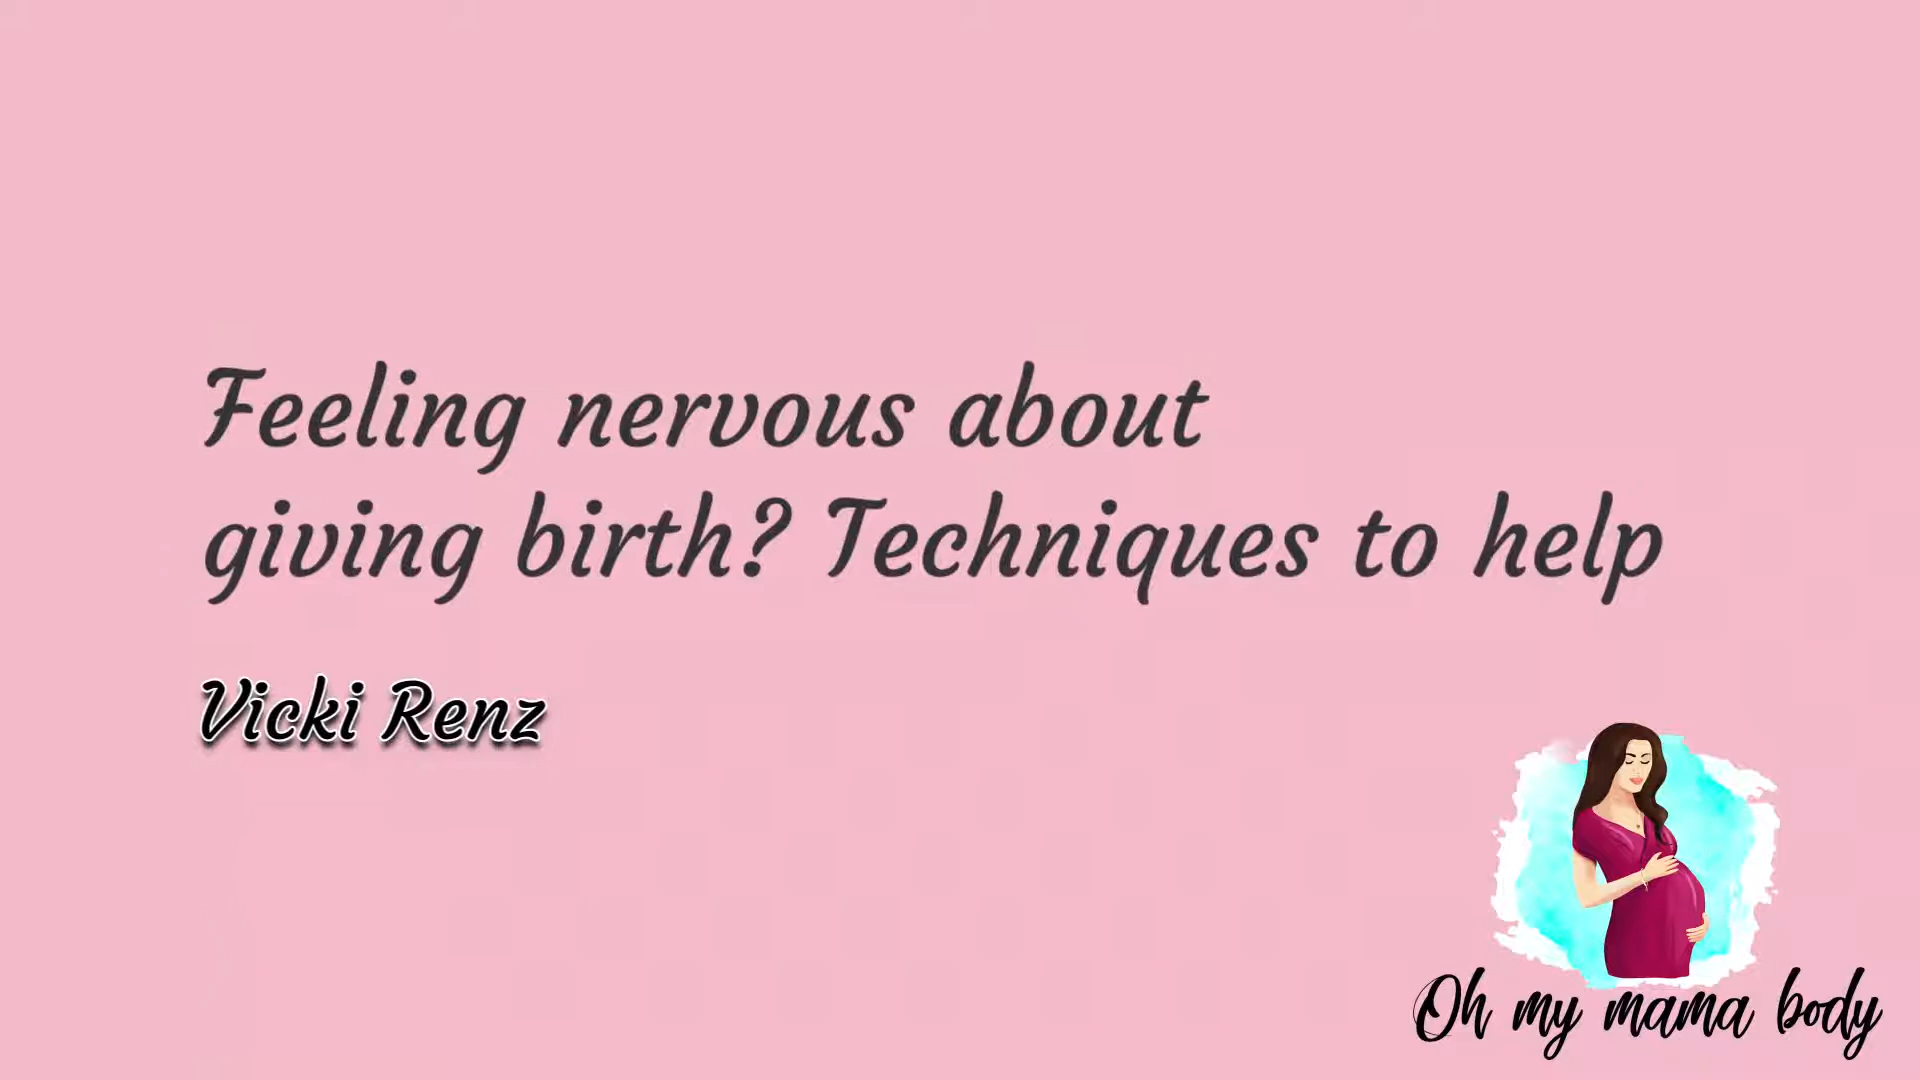 Feeling nervous about
giving birth? Techniques to help
Vicki Renz
Oh my mama body